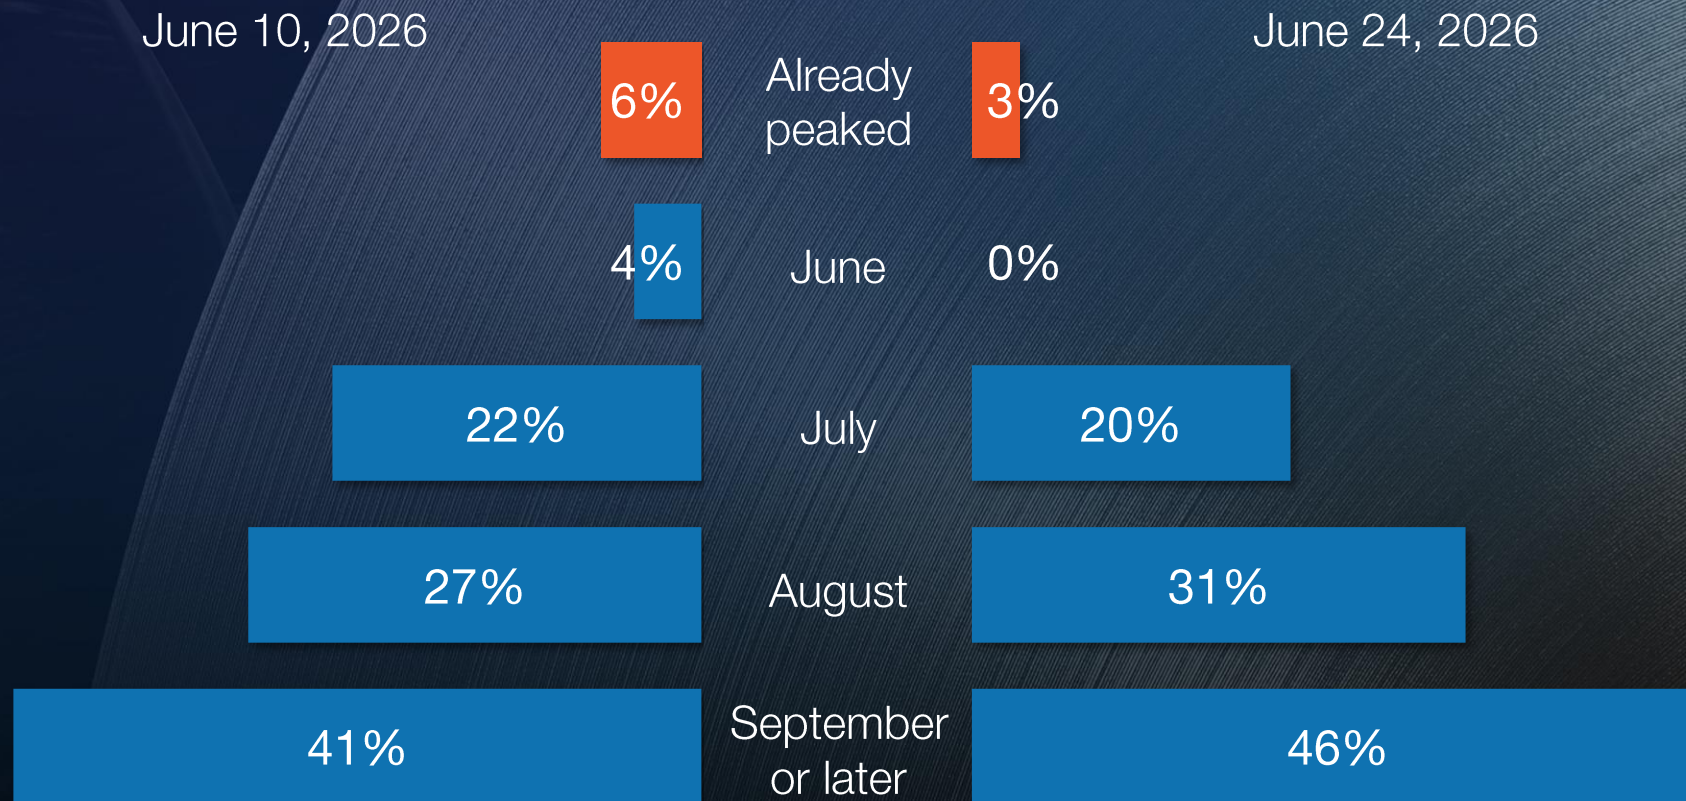 June 10, 2026
June 24, 2026
6%
Already
peaked
3%
4%
June
0%
22%
July
20%
27%
August
31%
41%
September
or later
46%